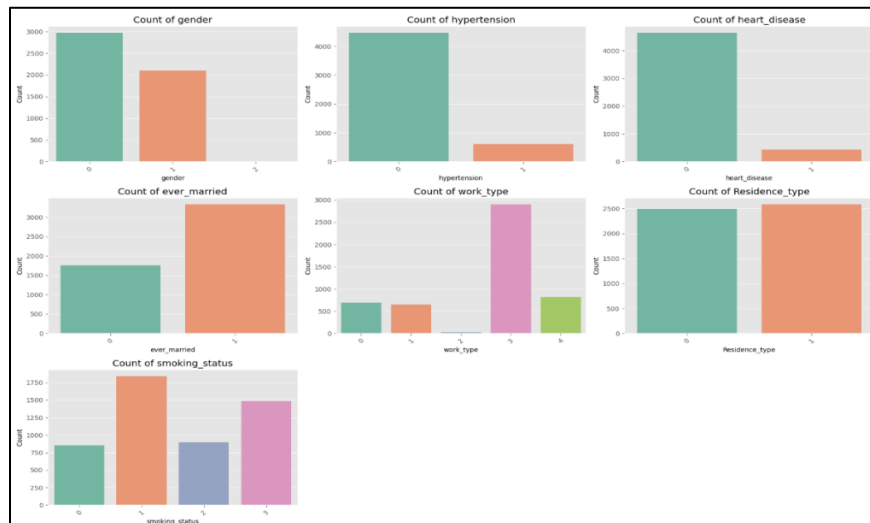 Count of gender
3000
2500
2000
1500
1000
500
0
Count
0 1 2
gender
Count of hypertension
4000
3000
2000
1000
0
Count
0 1
hypertension
Count of heart_disease
4000
3000
2000
1000
0
Count
0 1
heart_disease
Count of ever_married
3000
2500
2000
1500
1000
500
0
Count
0 1
ever_married
Count of work_type
3000
2500
2000
1500
1000
500
0
Count
0 1 2 3 4
work_type
Count of Residence_type
2500
2000
1500
1000
500
0
Count
0 1
Residence_type
Count of smoking_status
1750
1500
1250
1000
750
500
250
0
Count
0 1 2 3
smoking_status